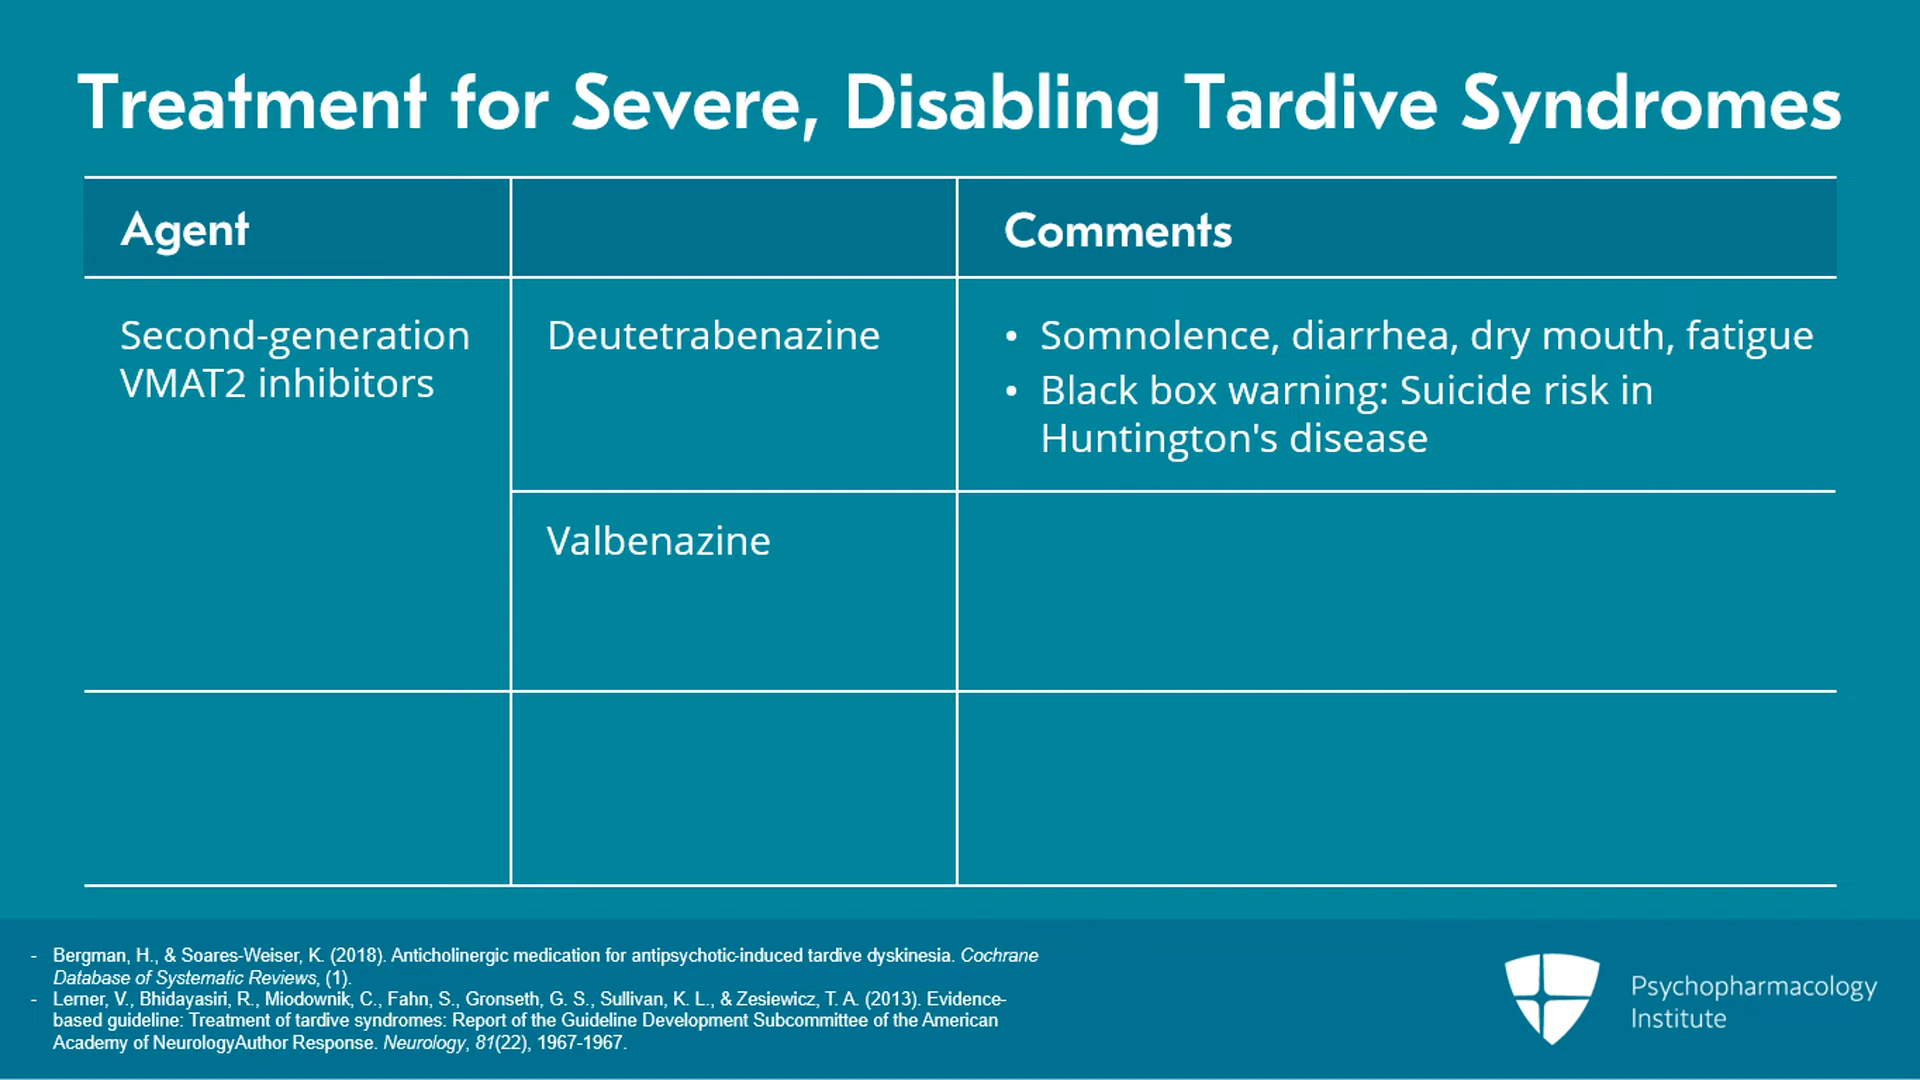 Treatment for Severe, Disabling Tardive Syndromes
Agent
Comments
Second-generation
VMAT2 inhibitors
Deutetrabenazine
• Somnolence, diarrhea, dry mouth, fatigue
• Black box warning: Suicide risk in
Huntington's disease
Valbenazine
- Bergman, H., & Soares-Weiser, K. (2018). Anticholinergic medication for antipsychotic-induced tardive dyskinesia. Cochrane
Database of Systematic Reviews, (1).
- Lerner, V., Bhidayasiri, R., Miodownik, C., Fahn, S., Gronseth, G. S., Sullivan, K. L., & Zesiewicz, T. A. (2013). Evidence-
based guideline: Treatment of tardive syndromes: Report of the Guideline Development Subcommittee of the American
Academy of NeurologyAuthor Response. Neurology, 81(22), 1967-1967.
Psychopharmacology
Institute